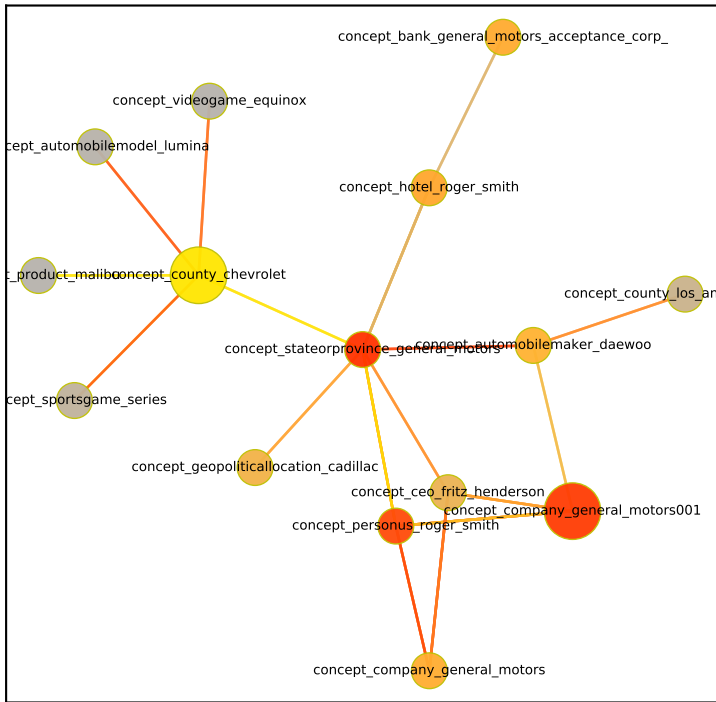 concept_bank_general_motors_acceptance_corp_
concept_videogame_equinox
cept_automobilemodel_lumina
concept_hotel_roger_smith
t_product_malibu
concept_county_chevrolet
concept_county_los_an
concept_stateorprovince_general_motors
concept_automobilemaker_daewoo
cept_sportsgame_series
concept_geopoliticallocation_cadillac
concept_ceo_fritz_henderson
concept_company_general_motors001
concept_personus_roger_smith
concept_company_general_motors